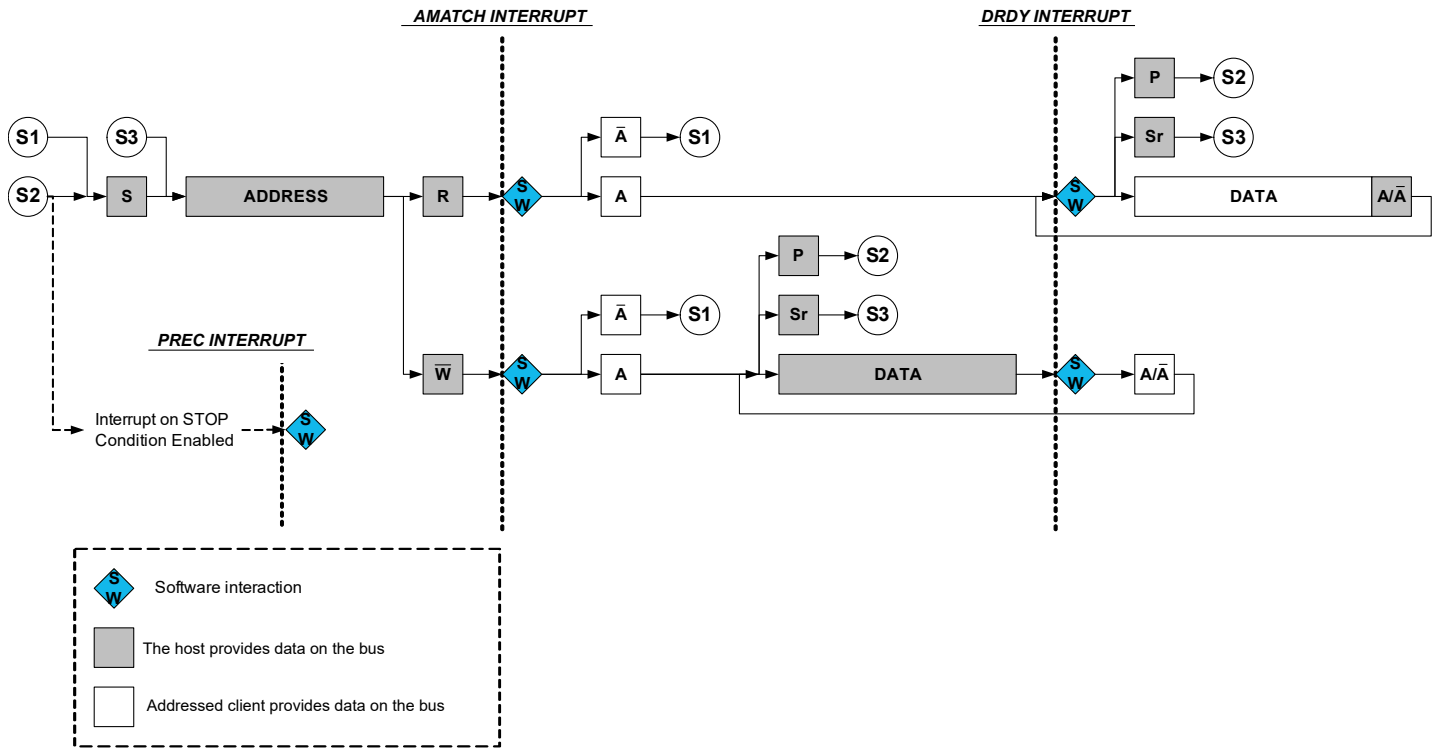 AMATCH INTERRUPT
DRDY INTERRUPT
P
S2
S1
S3
A̅
S1
Sr
S3
S2
S
ADDRESS
R
S
W
A
S
W
DATA
A/A̅
P
S2
A̅
S1
Sr
S3
PREC INTERRUPT
W̅
S
W
A
DATA
S
W
A/A̅
Interrupt on STOP
Condition Enabled
S
W
S
W
Software interaction
The host provides data on the bus
Addressed client provides data on the bus